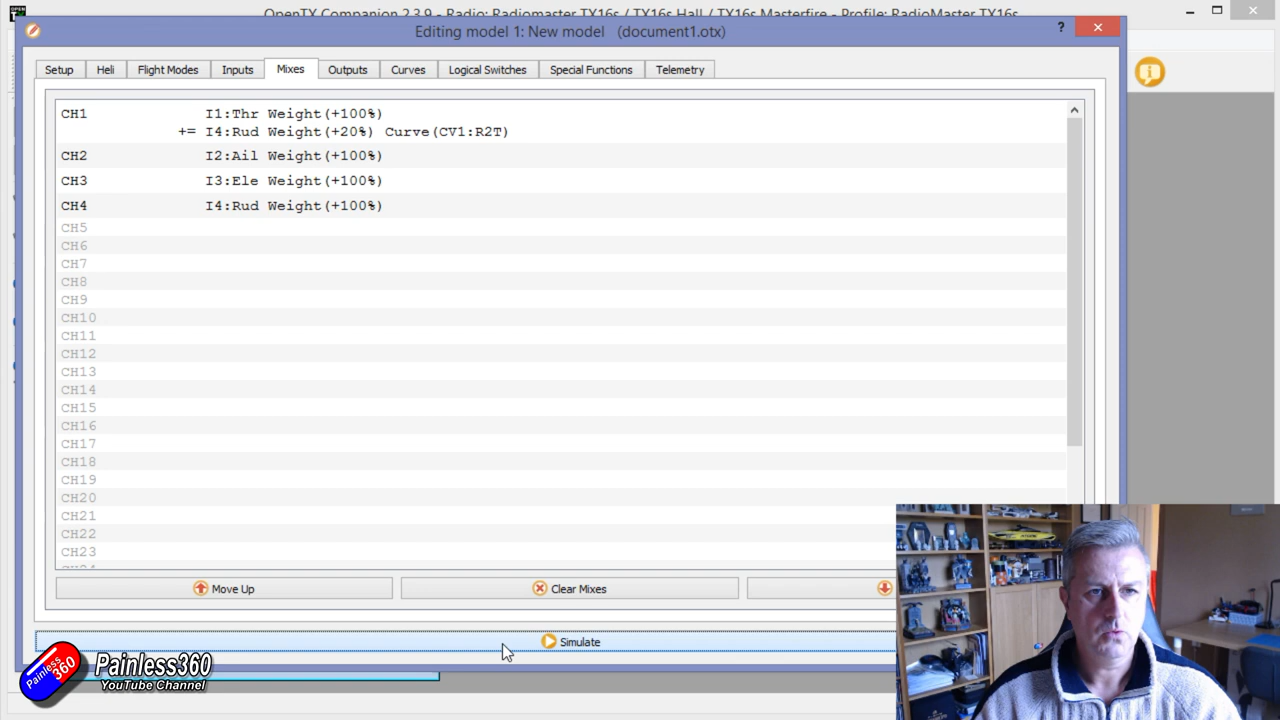 OpenTX Companion 2.3.9 - Radio: Radiomaster TX16s / TX16s Hall / TX16s Masterfire - Profile: RadioMaster TX16s
Editing model 1: New model (document1.otx)
?
Setup Heli Flight Modes Inputs Mixes Outputs Curves Logical Switches Special Functions Telemetry
CH1 I1:Thr Weight(+100%)
+= I4:Rud Weight(+20%) Curve(CV1:R2T)
CH2 I2:Ail Weight(+100%)
CH3 I3:Ele Weight(+100%)
CH4 I4:Rud Weight(+100%)
CH5
CH6
CH7
CH8
CH9
CH10
CH11
CH12
CH13
CH14
CH15
CH16
CH17
CH18
CH19
CH20
CH21
CH22
CH23
Move Up Clear Mixes
Simulate
Painless 360
Painless360
YouTube Channel